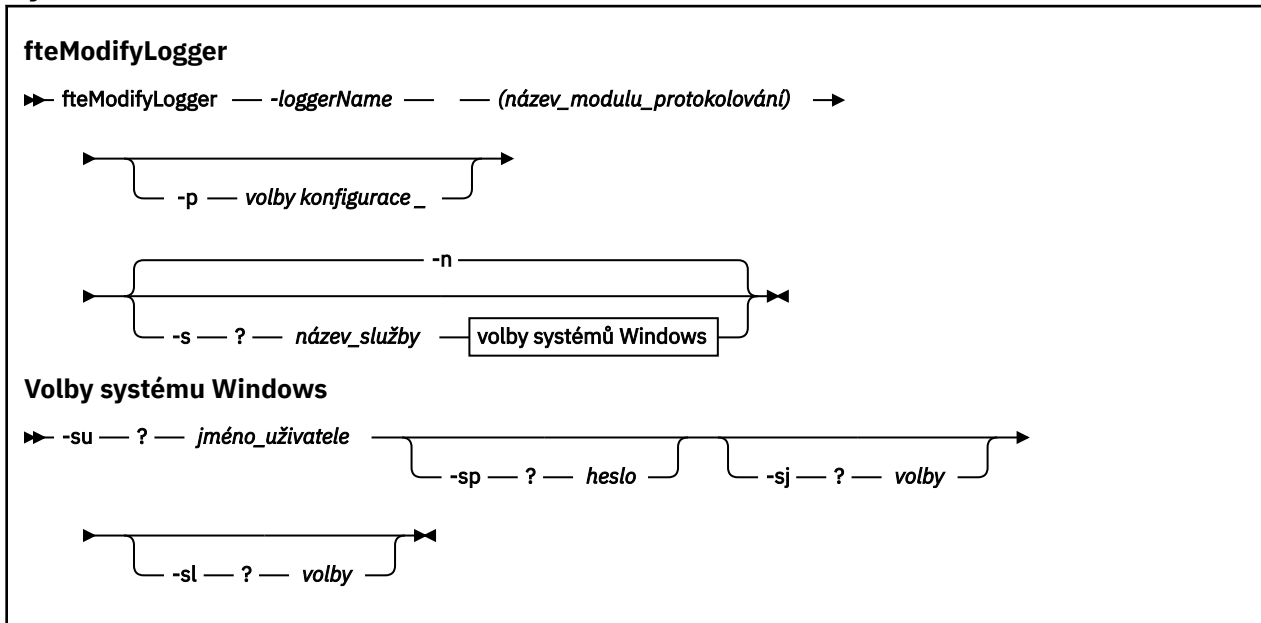 fteModifyLogger
fteModifyLogger -loggerName (název_modulu_protokolování)
-p volby konfigurace _
-n
-s ? název_služby volby systémů Windows
Volby systému Windows
-su ? jméno_uživatele
-sp ? heslo -sj ? volby
-sl ? volby